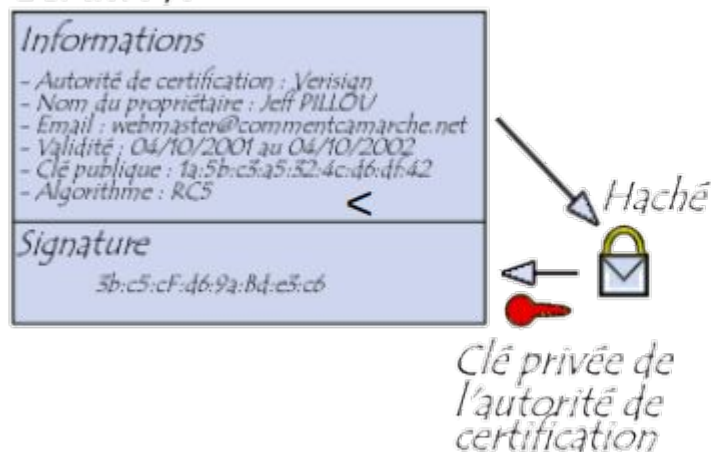 Informations
- Autorité de certification : Verisign
- Nom du propriétaire : Jeff PILLOU
- Email : webmaster@commentcamarche.net
- Validité : 04/10/2001 au 04/10/2002
- Clé publique : 1a:5b:c3:a5:32:4c:d6:df:42
- Algorithme : RC5
<
Haché
Signature
3b:c5:cF:d6:9a:Bd:e3:c6
Clé privée de
l'autorité de
certification